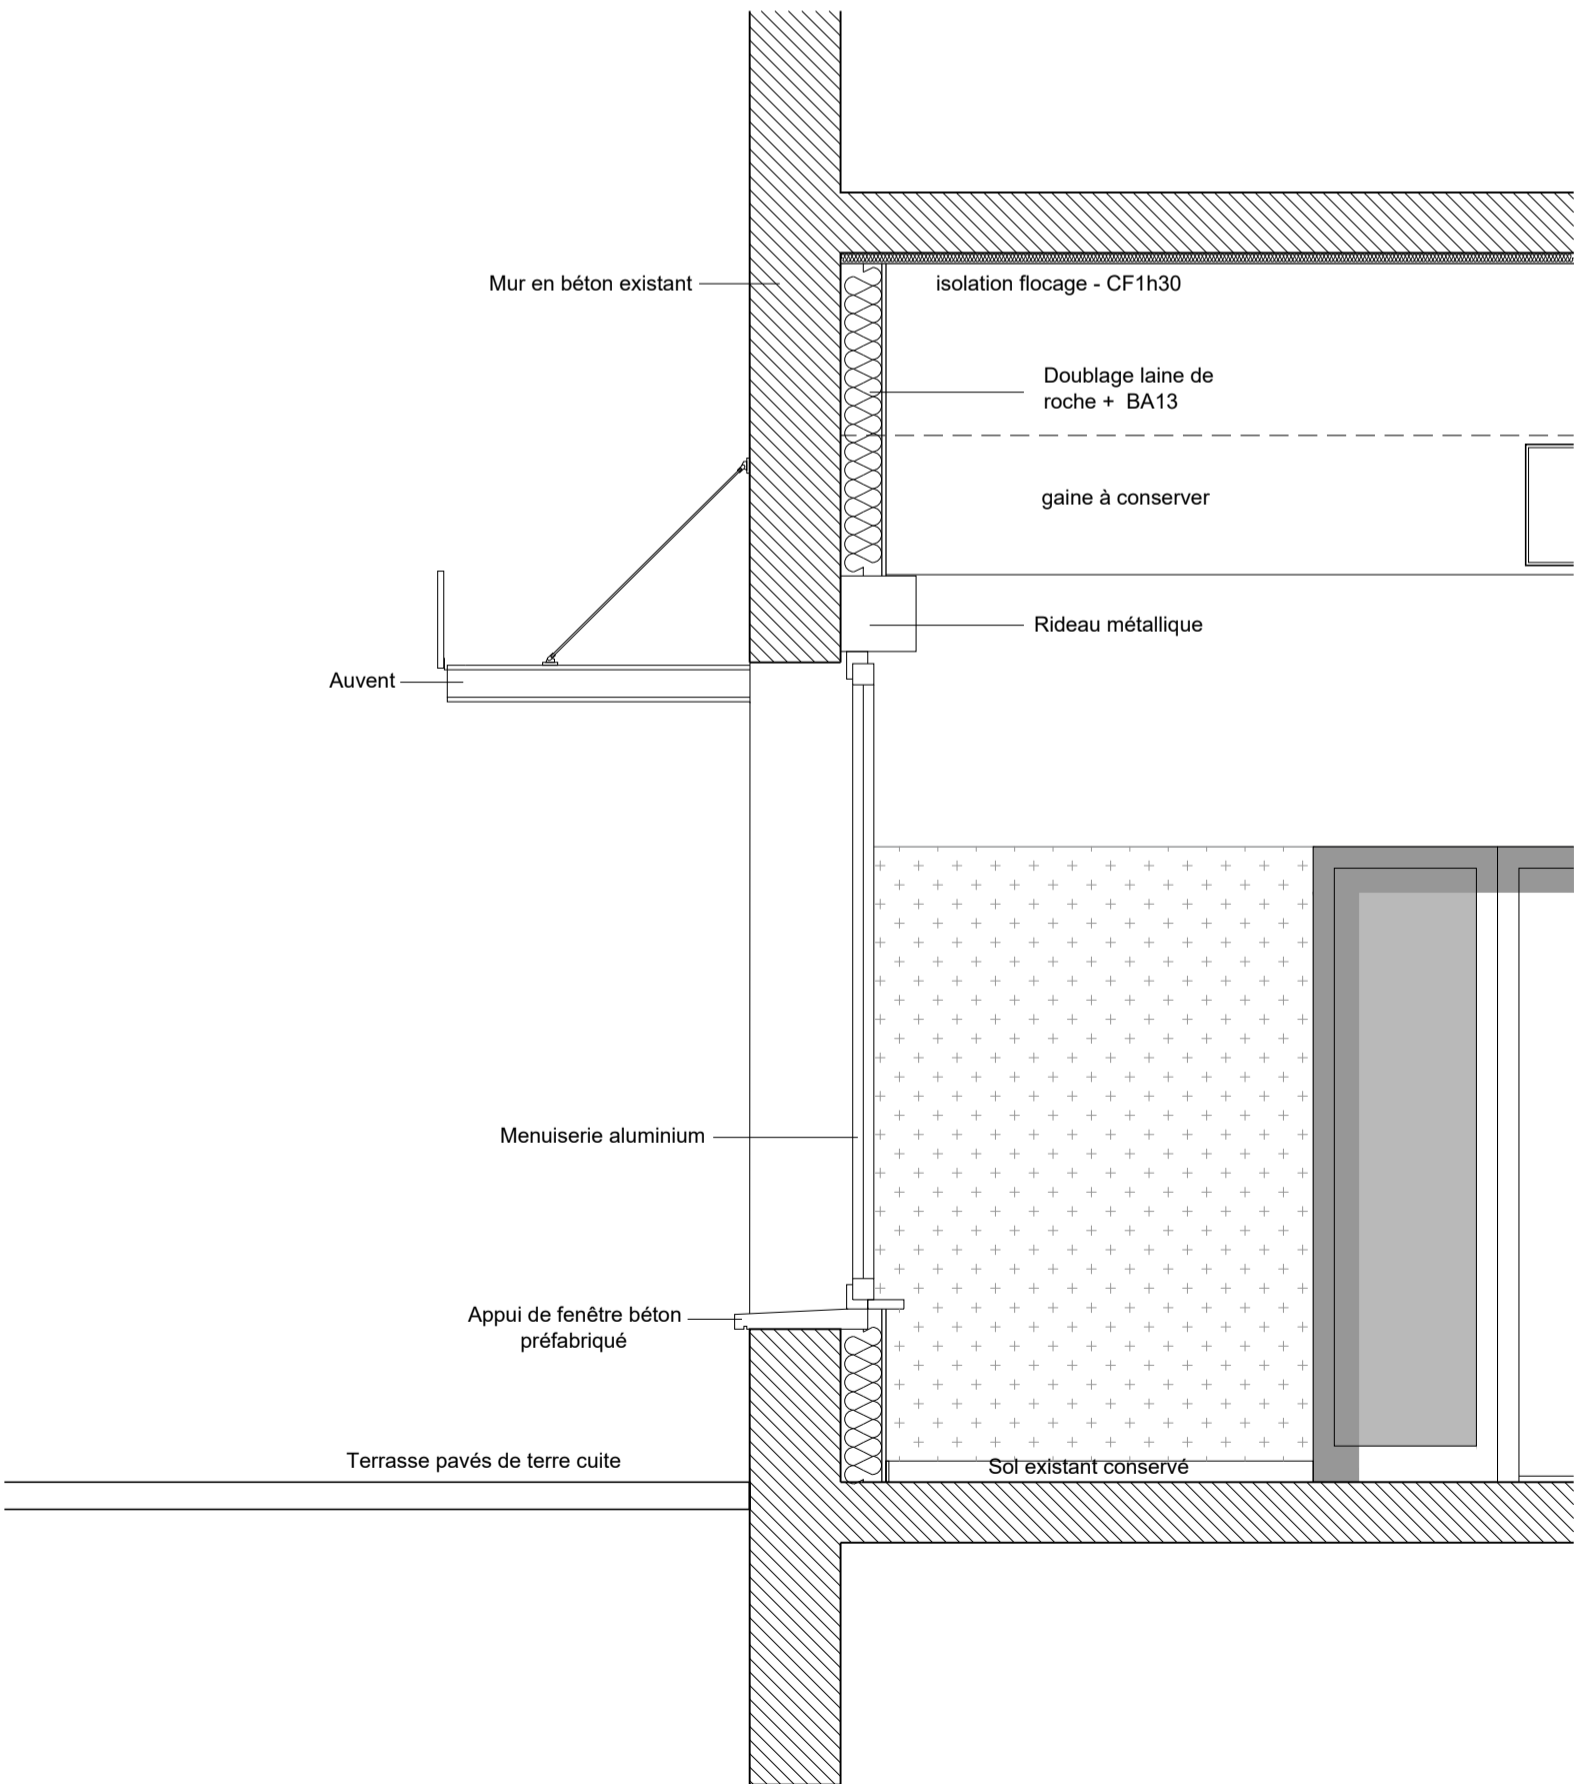 Mur en béton existant
isolation flocage - CF1h30
Doublage laine de
roche + BA13
gaine à conserver
Rideau métallique
Auvent
Menuiserie aluminium
Appui de fenêtre béton
préfabriqué
Terrasse pavés de terre cuite
Sol existant conservé